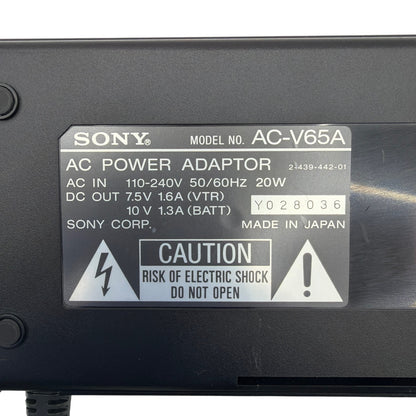 SONY® MODEL NO. AC-V65A
AC POWER ADAPTOR 2-439-442-01
AC IN 110-240V 50/60HZ 20W
DC OUT 7.5V 1.6A (VTR)
10 V 1.3A (BATT) Y028036
SONY CORP. MADE IN JAPAN
CAUTION
RISK OF ELECTRIC SHOCK
DO NOT OPEN